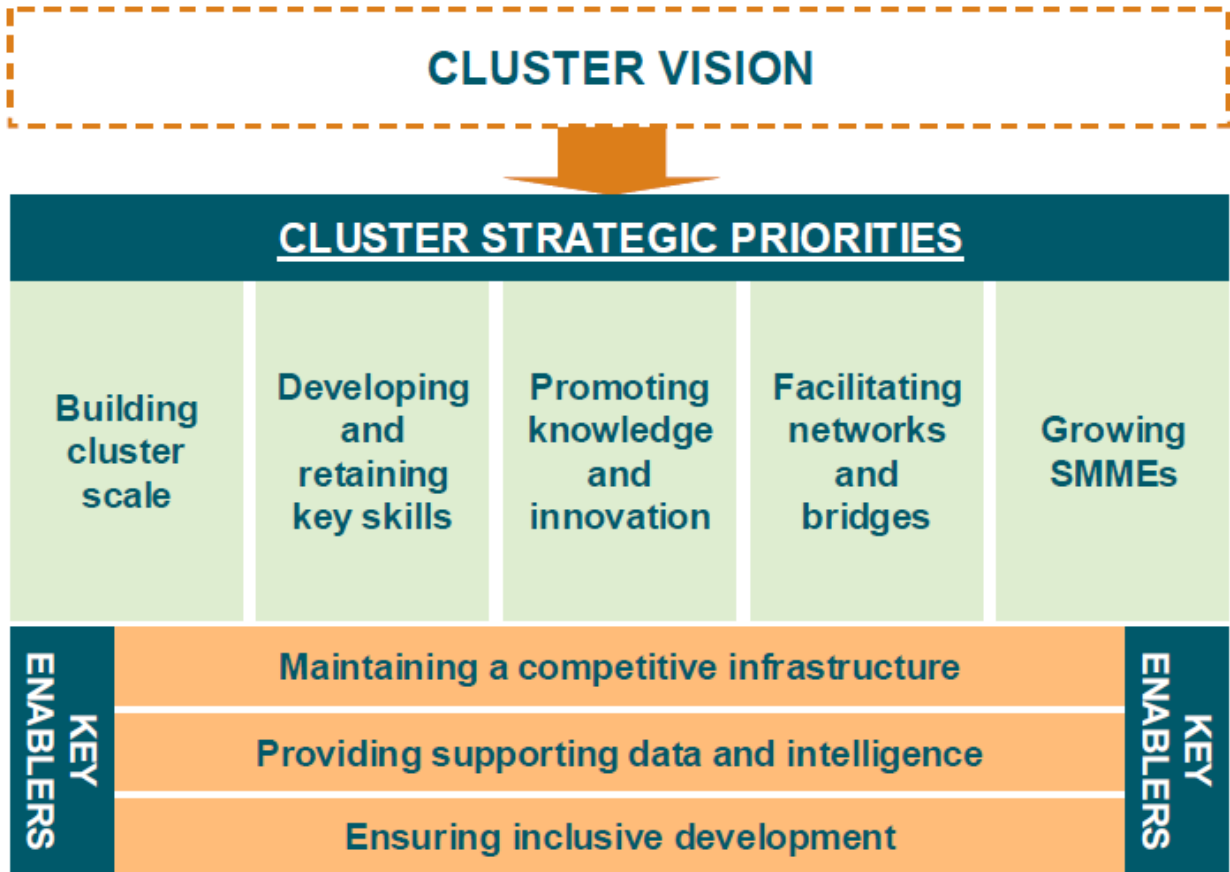 CLUSTER VISION
CLUSTER STRATEGIC PRIORITIES
Building
cluster
scale
Developing
and
retaining
key skills
Promoting
knowledge
and
innovation
Facilitating
networks
and
bridges
Growing
SMMEs
KEY
ENABLERS
Maintaining a competitive infrastructure
Providing supporting data and intelligence
Ensuring inclusive development
KEY
ENABLERS